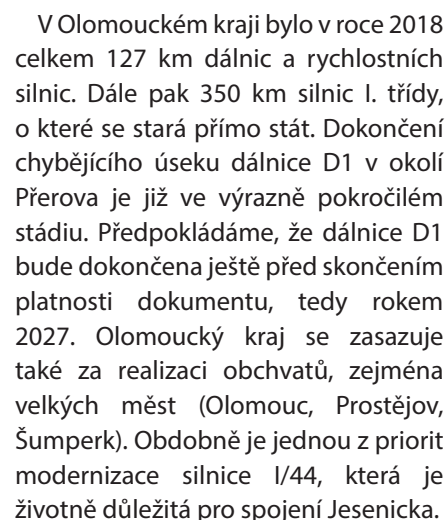 V Olomouckém kraji bylo v roce 2018
celkem 127 km dálnic a rychlostních
silnic. Dále pak 350 km silnic I. třídy,
o které se stará přímo stát. Dokončení
chybějícího úseku dálnice D1 v okolí
Přerova je již ve výrazně pokročilém
stádiu. Předpokládáme, že dálnice D1
bude dokončena ještě před skončením
platnosti dokumentu, tedy rokem
2027. Olomoucký kraj se zasazuje
také za realizaci obchvatů, zejména
velkých měst (Olomouc, Prostějov,
Šumperk). Obdobně je jednou z priorit
modernizace silnice I/44, která je
životně důležitá pro spojení Jesenicka.